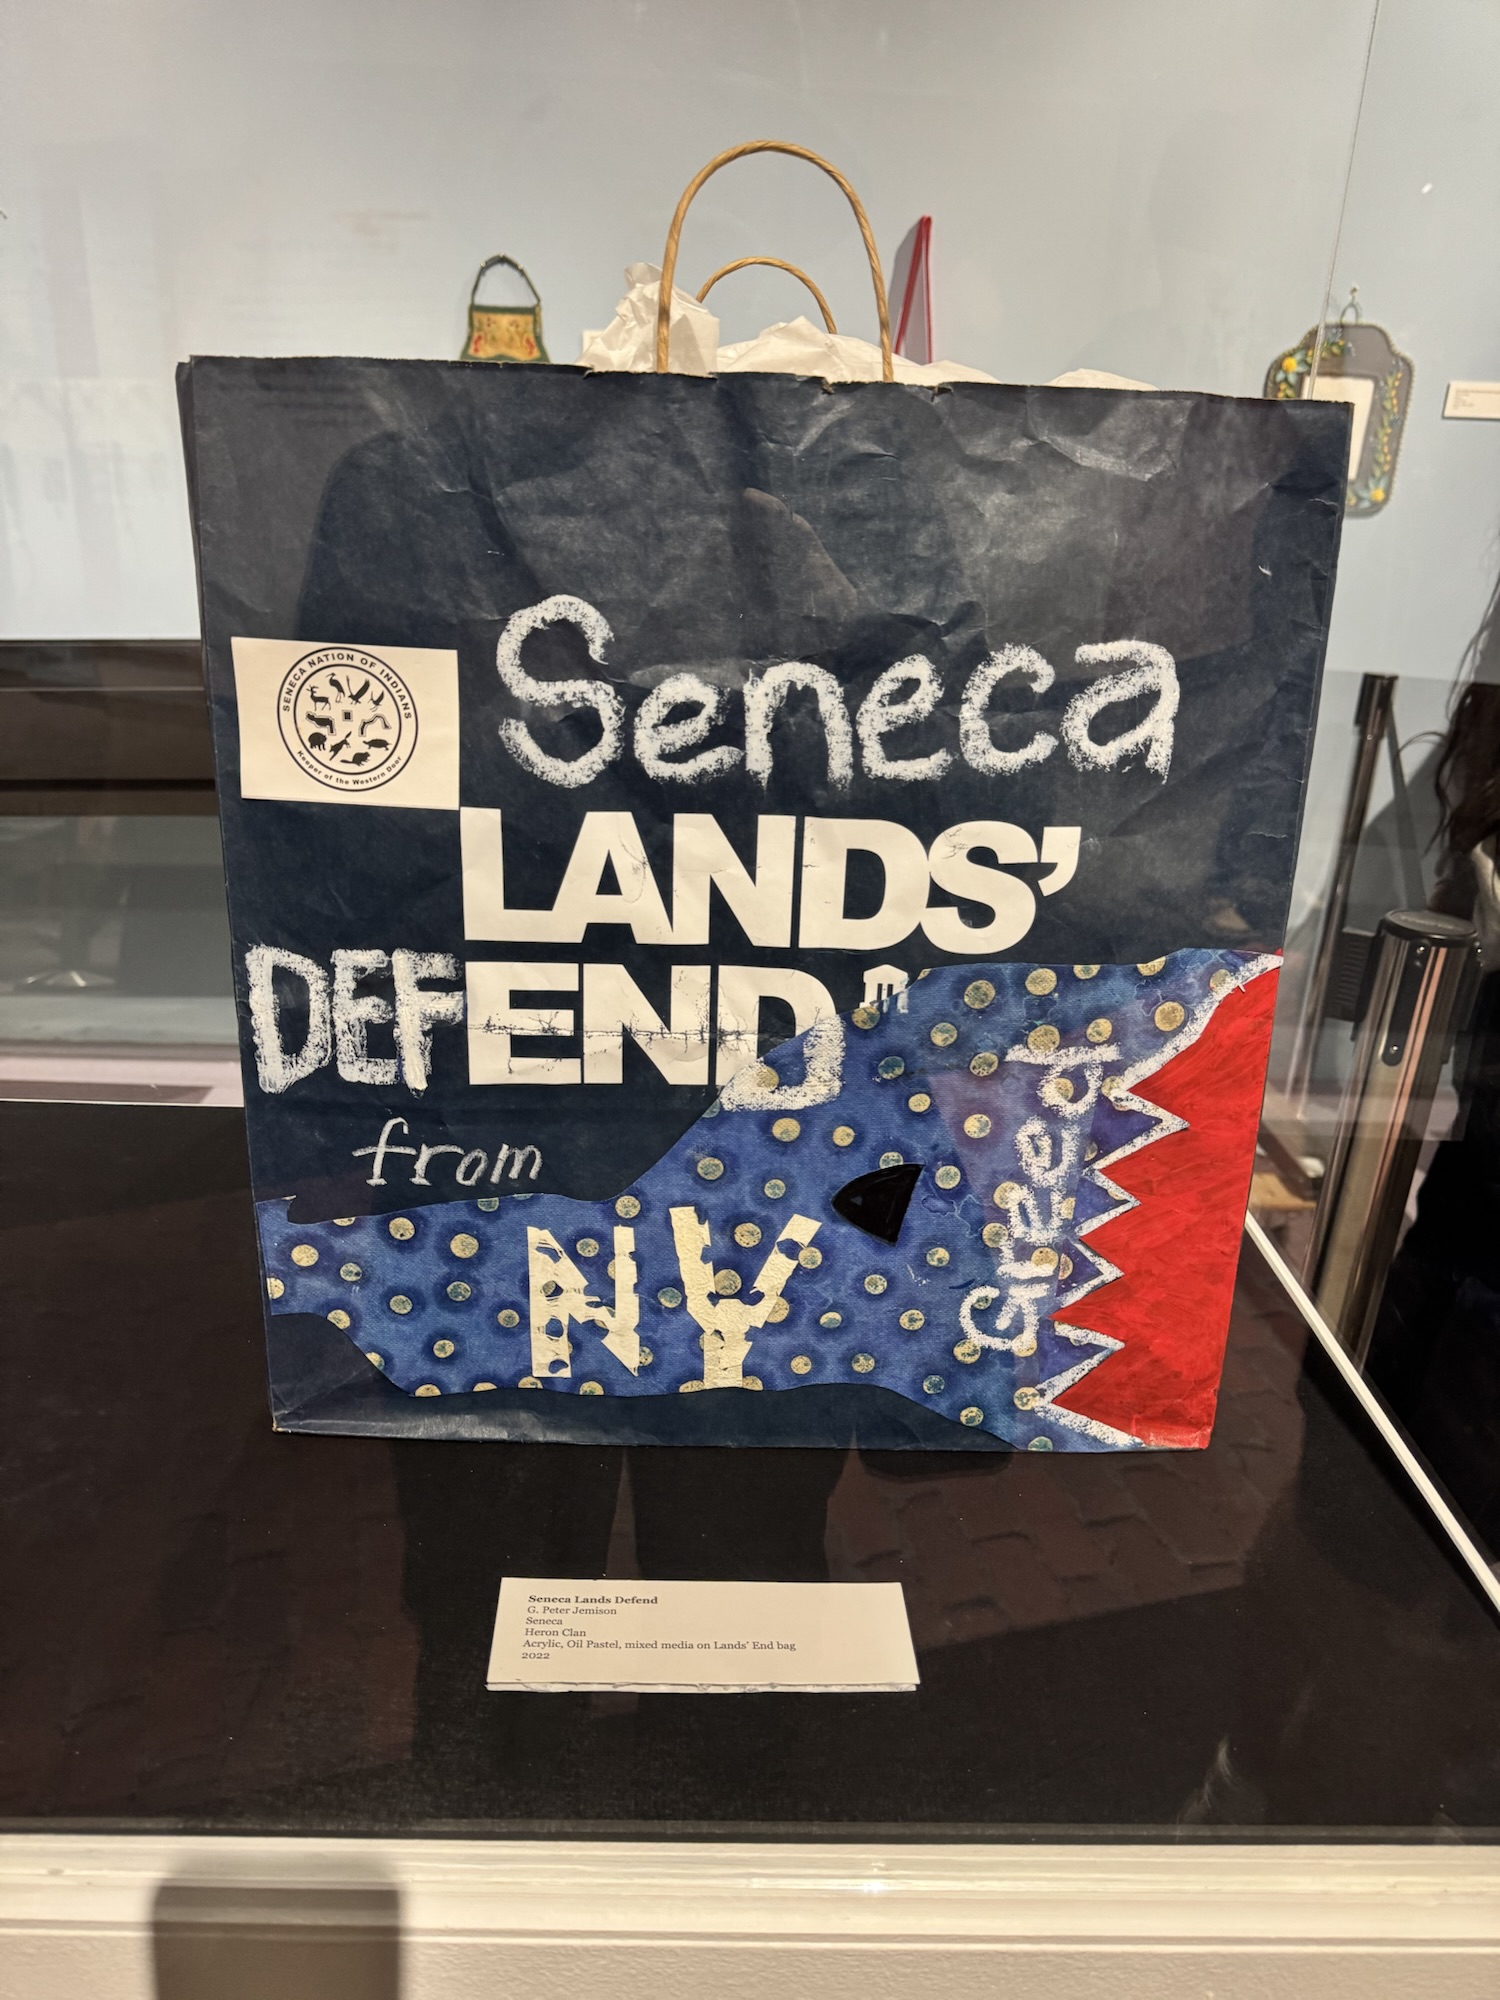 SENECA NATION OF INDIANS
Keeper of the Western Door
Seneca
LANDS’
DEFEND
from
NY
Greed
Seneca Lands Defend
G. Peter Jemison
Seneca
Heron Clan
Acrylic, Oil Pastel, mixed media on Lands’ End bag
2022